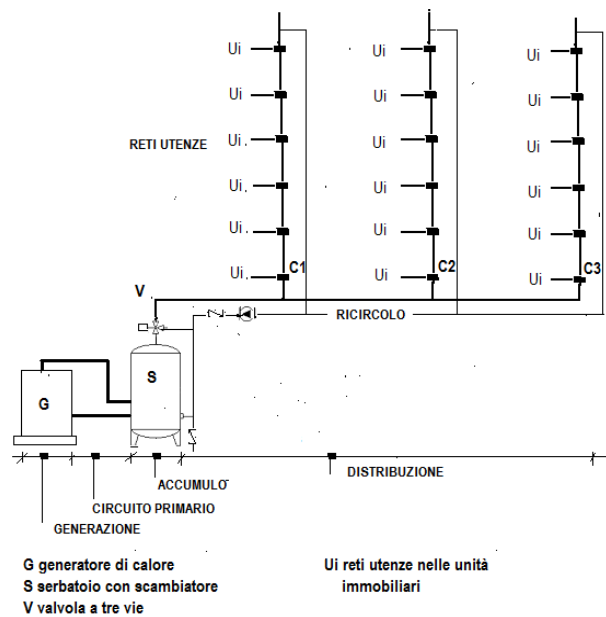 Ui Ui Ui
Ui Ui Ui
RETI UTENZE Ui Ui Ui
Ui Ui Ui
Ui Ui Ui
Ui C1 Ui C2 Ui C3
V
RICIRCOLO
S
G
ACCUMULO DISTRIBUZIONE
CIRCUITO PRIMARIO
GENERAZIONE
G generatore di calore
S serbatoio con scambiatore
V valvola a tre vie
Ui reti utenze nelle unità
immobiliari